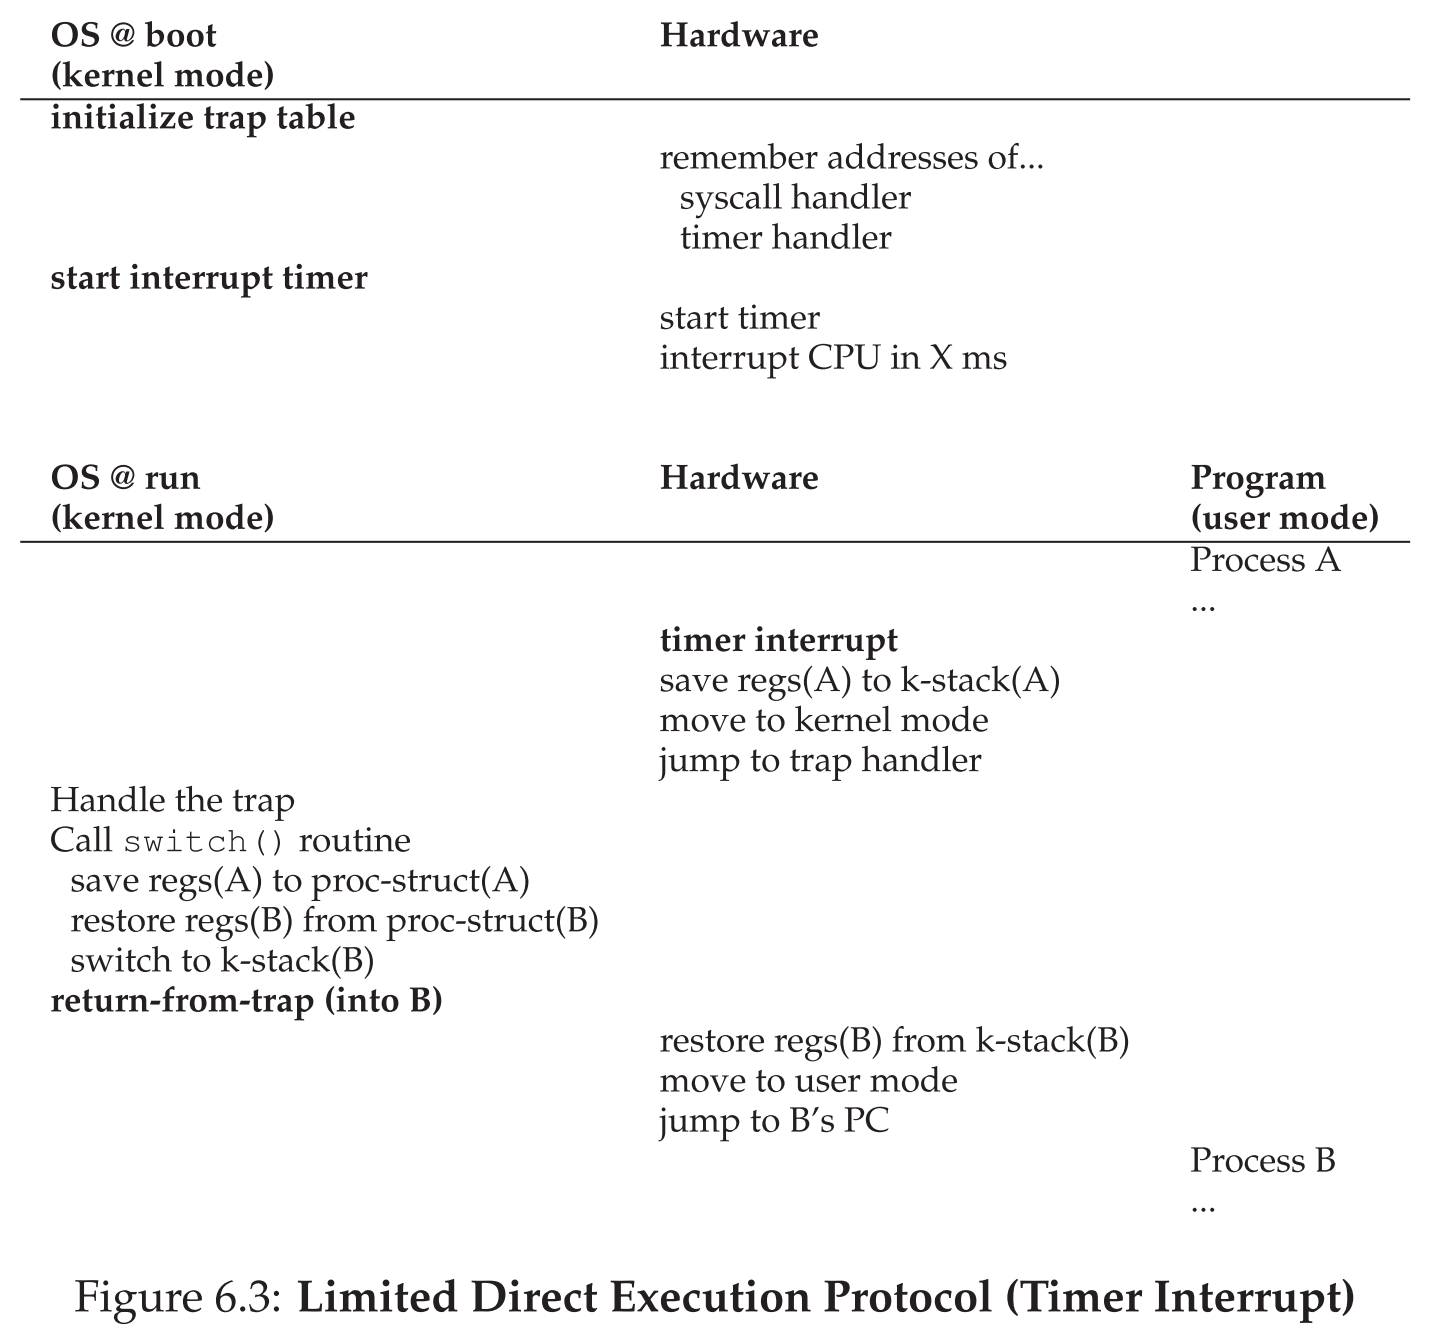 OS @ boot Hardware
(kernel mode)
initialize trap table
remember addresses of...
syscall handler
timer handler
start interrupt timer
start timer
interrupt CPU in X ms
OS @ run Hardware Program
(kernel mode) (user mode)
Process A
...
timer interrupt
save regs(A) to k-stack(A)
move to kernel mode
jump to trap handler
Handle the trap
Call switch() routine
save regs(A) to proc-struct(A)
restore regs(B) from proc-struct(B)
switch to k-stack(B)
return-from-trap (into B)
restore regs(B) from k-stack(B)
move to user mode
jump to B’s PC
Process B
...
Figure 6.3: Limited Direct Execution Protocol (Timer Interrupt)